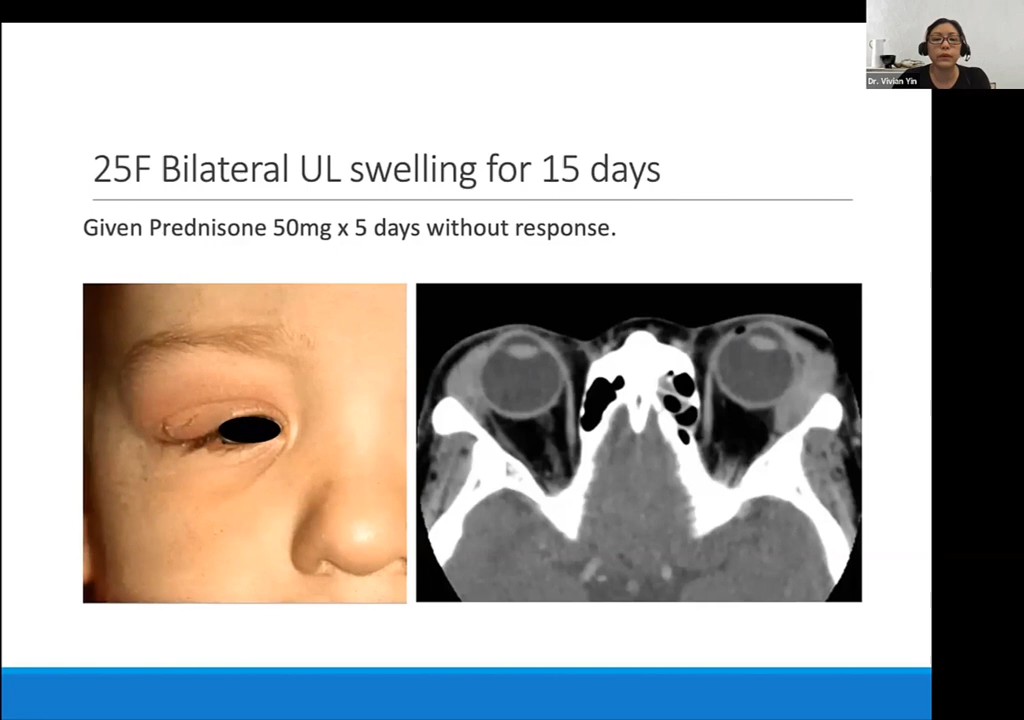 Dr. Vivian Yin
25F Bilateral UL swelling for 15 days
Given Prednisone 50mg x 5 days without response.